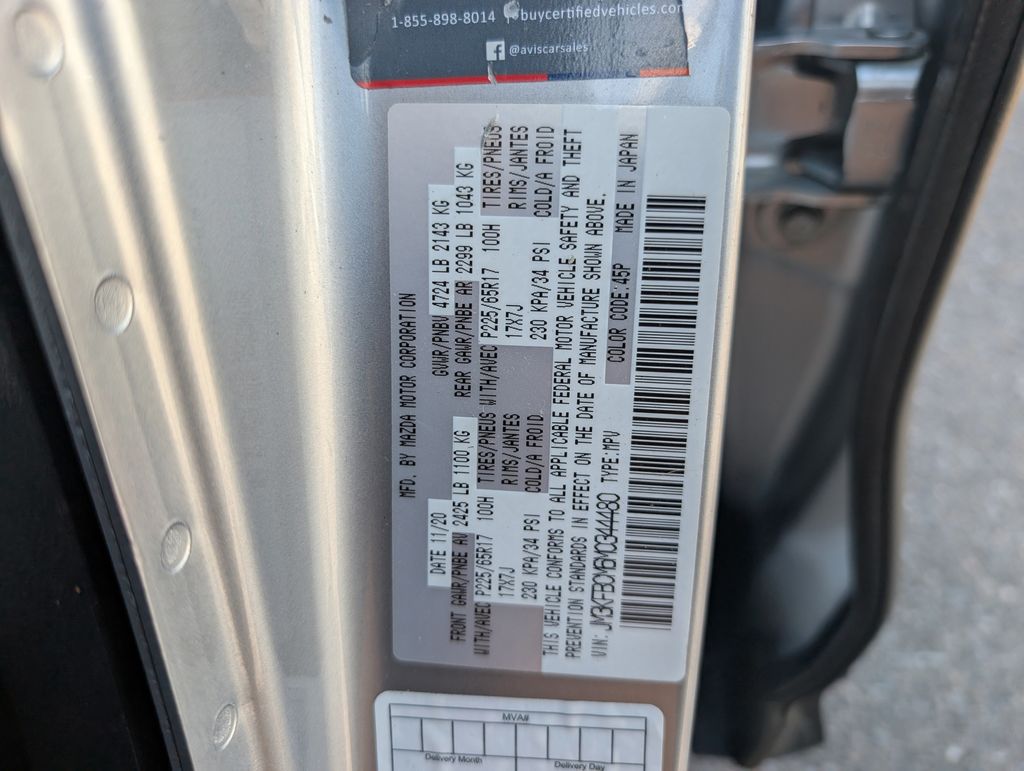 1-855-898-8014
buycertifiedvehicles.com
@aviscarsales
MFD. BY MAZDA MOTOR CORPORATION
DATE 11/20 GVWR/PNBV 4724 LB 2143 KG
FRONT GAWR/PNBE AV 2425 LB 1100 KG REAR GAWR/PNBE AR 2299 LB 1043 KG
WITH/AVEC P225/65R17 100H TIRES/PNEUS WITH/AVEC P225/65R17 100H TIRES/PNEUS
17X7J RIMS/JANTES 17X7J RIMS/JANTES
230 KPA/34 PSI COLD/A FROID 230 KPA/34 PSI COLD/A FROID
THIS VEHICLE CONFORMS TO ALL APPLICABLE FEDERAL MOTOR VEHICLE SAFETY AND THEFT
PREVENTION STANDARDS IN EFFECT ON THE DATE OF MANUFACTURE SHOWN ABOVE.
VIN: JM3KFBCM6M0344480 TYPE:MPV COLOR CODE:45P MADE IN JAPAN
MVA#
Delivery Month Delivery Day